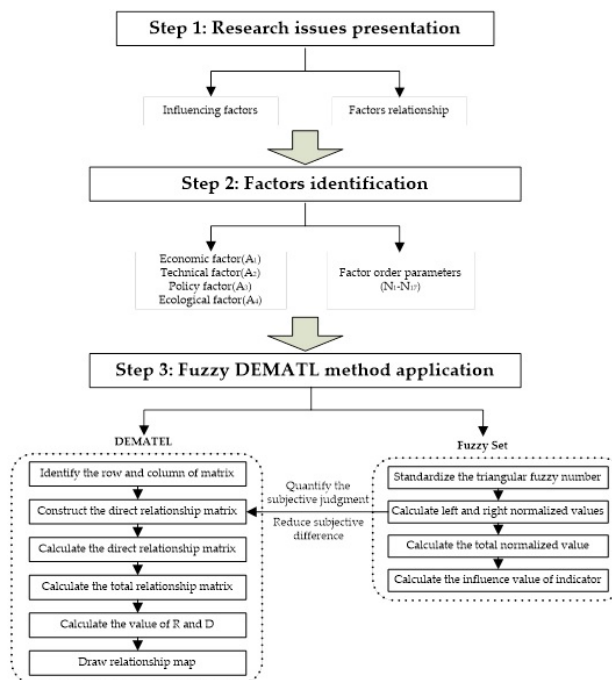 Step 1: Research issues presentation
Influencing factors
Factors relationship
Step 2: Factors identification
Economic factor(A1)
Technical factor(A2)
Policy factor(A3)
Ecological factor(A4)
Factor order parameters
(N1-N17)
Step 3: Fuzzy DEMATL method application
DEMATEL
Identify the row and column of matrix
Construct the direct relationship matrix
Calculate the direct relationship matrix
Calculate the total relationship matrix
Calculate the value of R and D
Draw relationship map
Quantify the
subjective judgment
Reduce subjective
difference
Fuzzy Set
Standardize the triangular fuzzy number
Calculate left and right normalized values
Calculate the total normalized value
Calculate the influence value of indicator